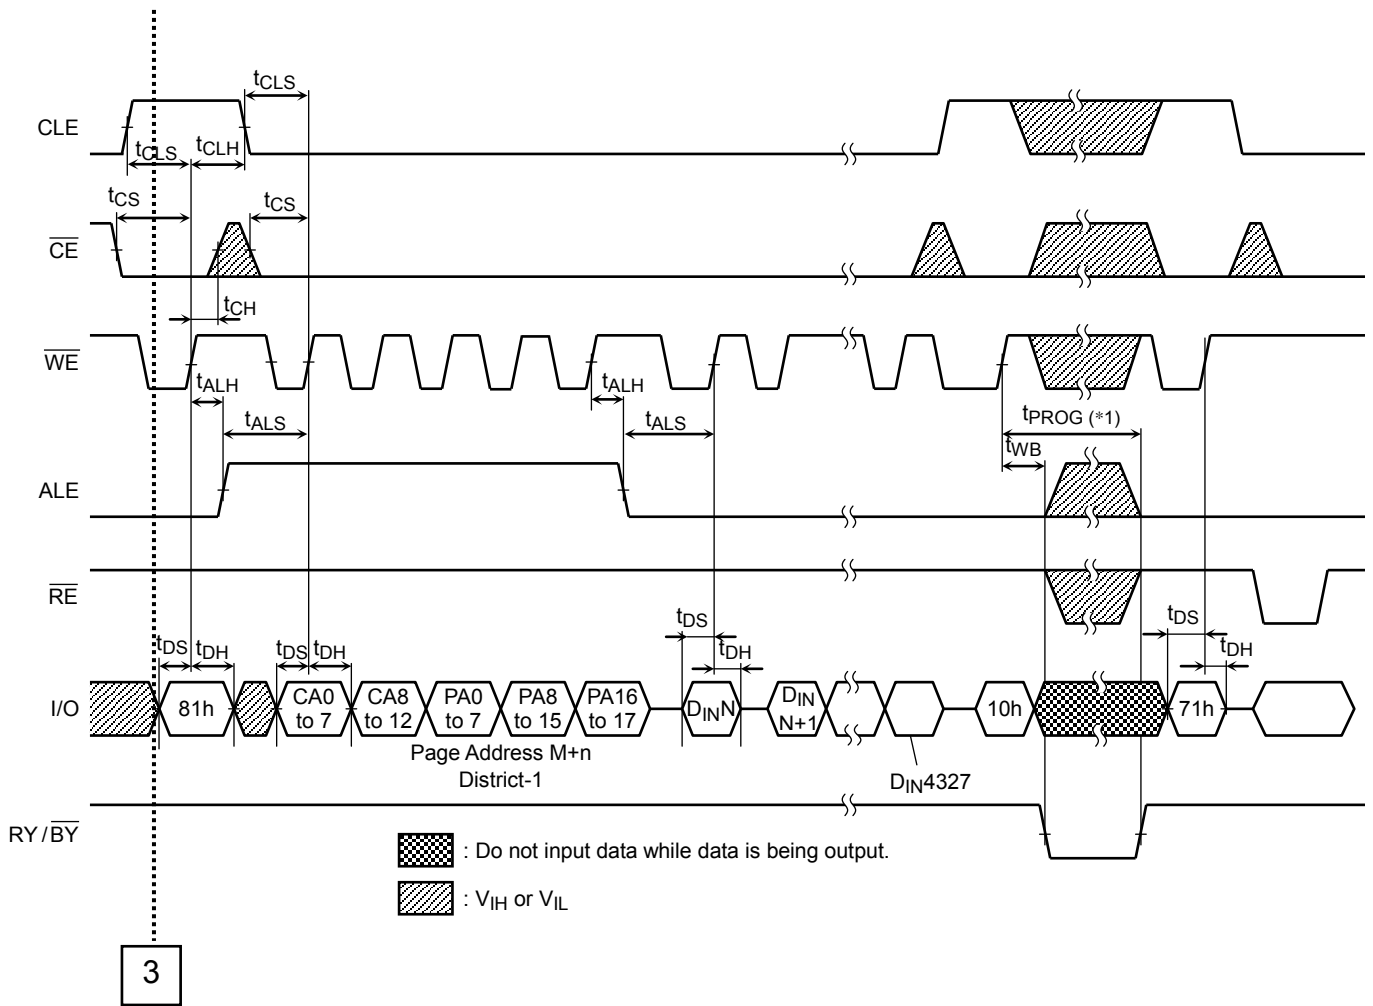 tCLS
CLE
tCLS
tCLH
tCS
tCS
CE
tCH
WE
tALH
tALH
tALS
tALS
tPROG (*1)
tWB
ALE
RE
tDS
tDH
tDS
tDH
tDS
tDH
tDS
tDH
I/O
81h
CA0
to 7
CA8
to 12
PA0
to 7
PA8
to 15
PA16
to 17
DINN
DIN
N+1
10h
71h
Page Address M+n
District-1
DIN4327
RY/BY
: Do not input data while data is being output.
: VIH or VIL
3